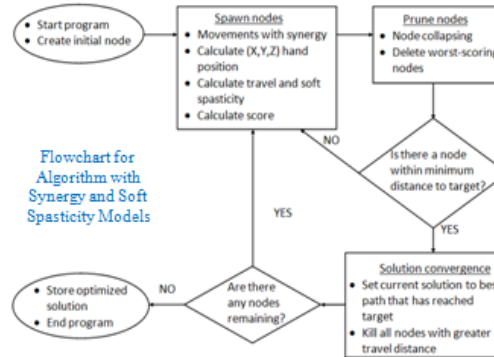 Start program
Create initial node
Spawn nodes
Movements with synergy
Calculate (X,Y,Z) hand
position
Calculate travel and soft
spasticity
Calculate score
Prune nodes
Node collapsing
Delete worst-scoring
nodes
Is there a node
within minimum
distance to target?
NO
YES
Solution convergence
Set current solution to bes
path that has reached
target
Kill all nodes with greater
travel distance
Are there
any nodes
remaining?
YES
NO
Store optimized
solution
End program
Flowchart for
Algorithm with
Synergy and Soft
Spasticity Models